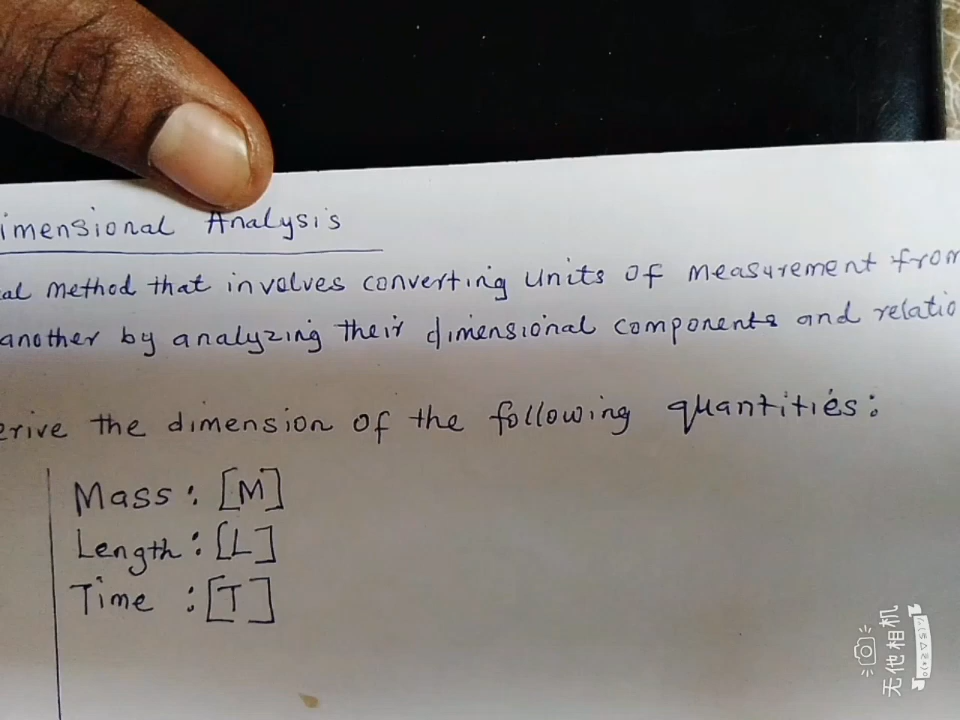 imensional Analysis
al method that involves converting units of measurement from
another by analyzing their dimensional components and relatio
erive the dimension of the following quantities:
Mass : [M]
Length : [L]
Time : [T]
无他相机